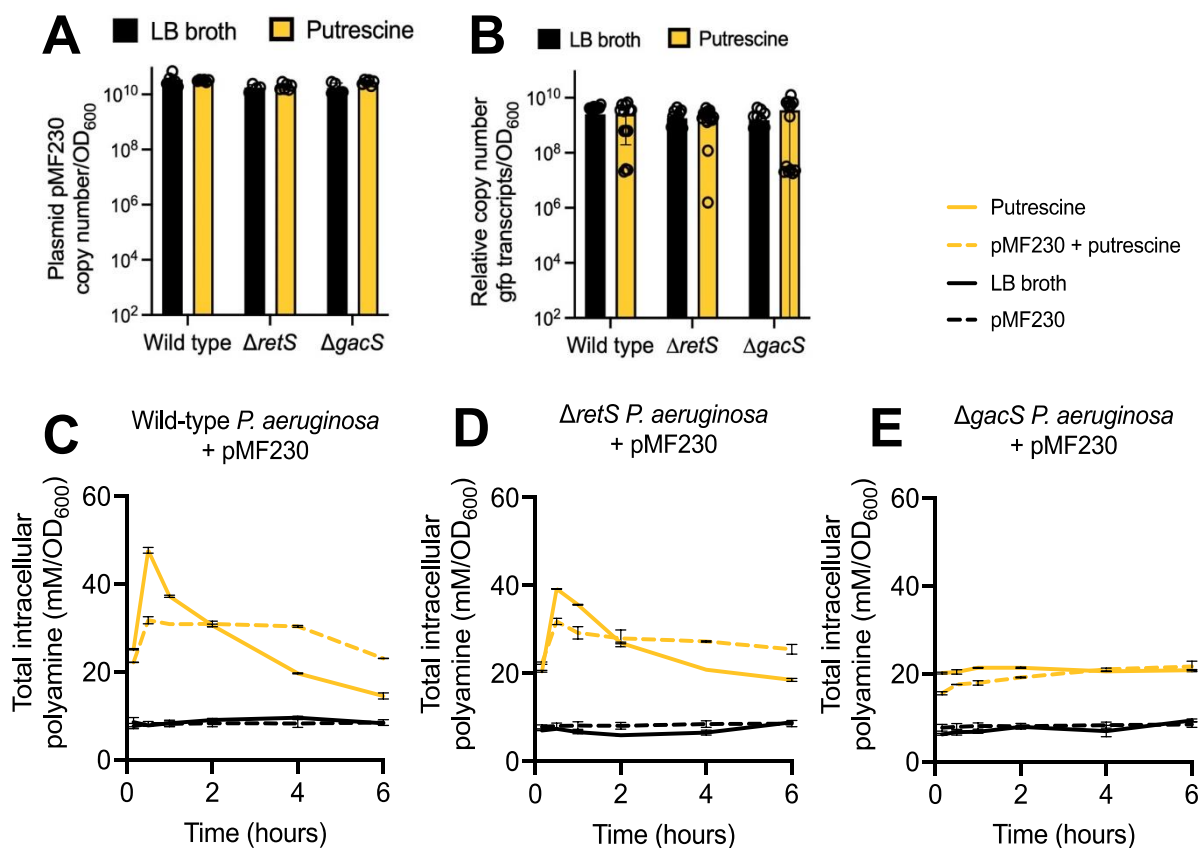 A
LB broth
Putrescine
Plasmid pMF230
copy number/OD600
10^10
10^8
10^6
10^4
10^2
Wild type
ΔretS
ΔgacS
B
LB broth
Putrescine
Relative copy number
gfp transcripts/OD600
10^10
10^8
10^6
10^4
10^2
Wild type
ΔretS
ΔgacS
Putrescine
pMF230 + putrescine
LB broth
pMF230
C
Wild-type P. aeruginosa
+ pMF230
Total intracellular
polyamine (mM/OD600)
60
40
20
0
0
2
4
6
Time (hours)
D
ΔretS P. aeruginosa
+ pMF230
Total intracellular
polyamine (mM/OD600)
60
40
20
0
0
2
4
6
Time (hours)
E
ΔgacS P. aeruginosa
+ pMF230
Total intracellular
polyamine (mM/OD600)
60
40
20
0
0
2
4
6
Time (hours)